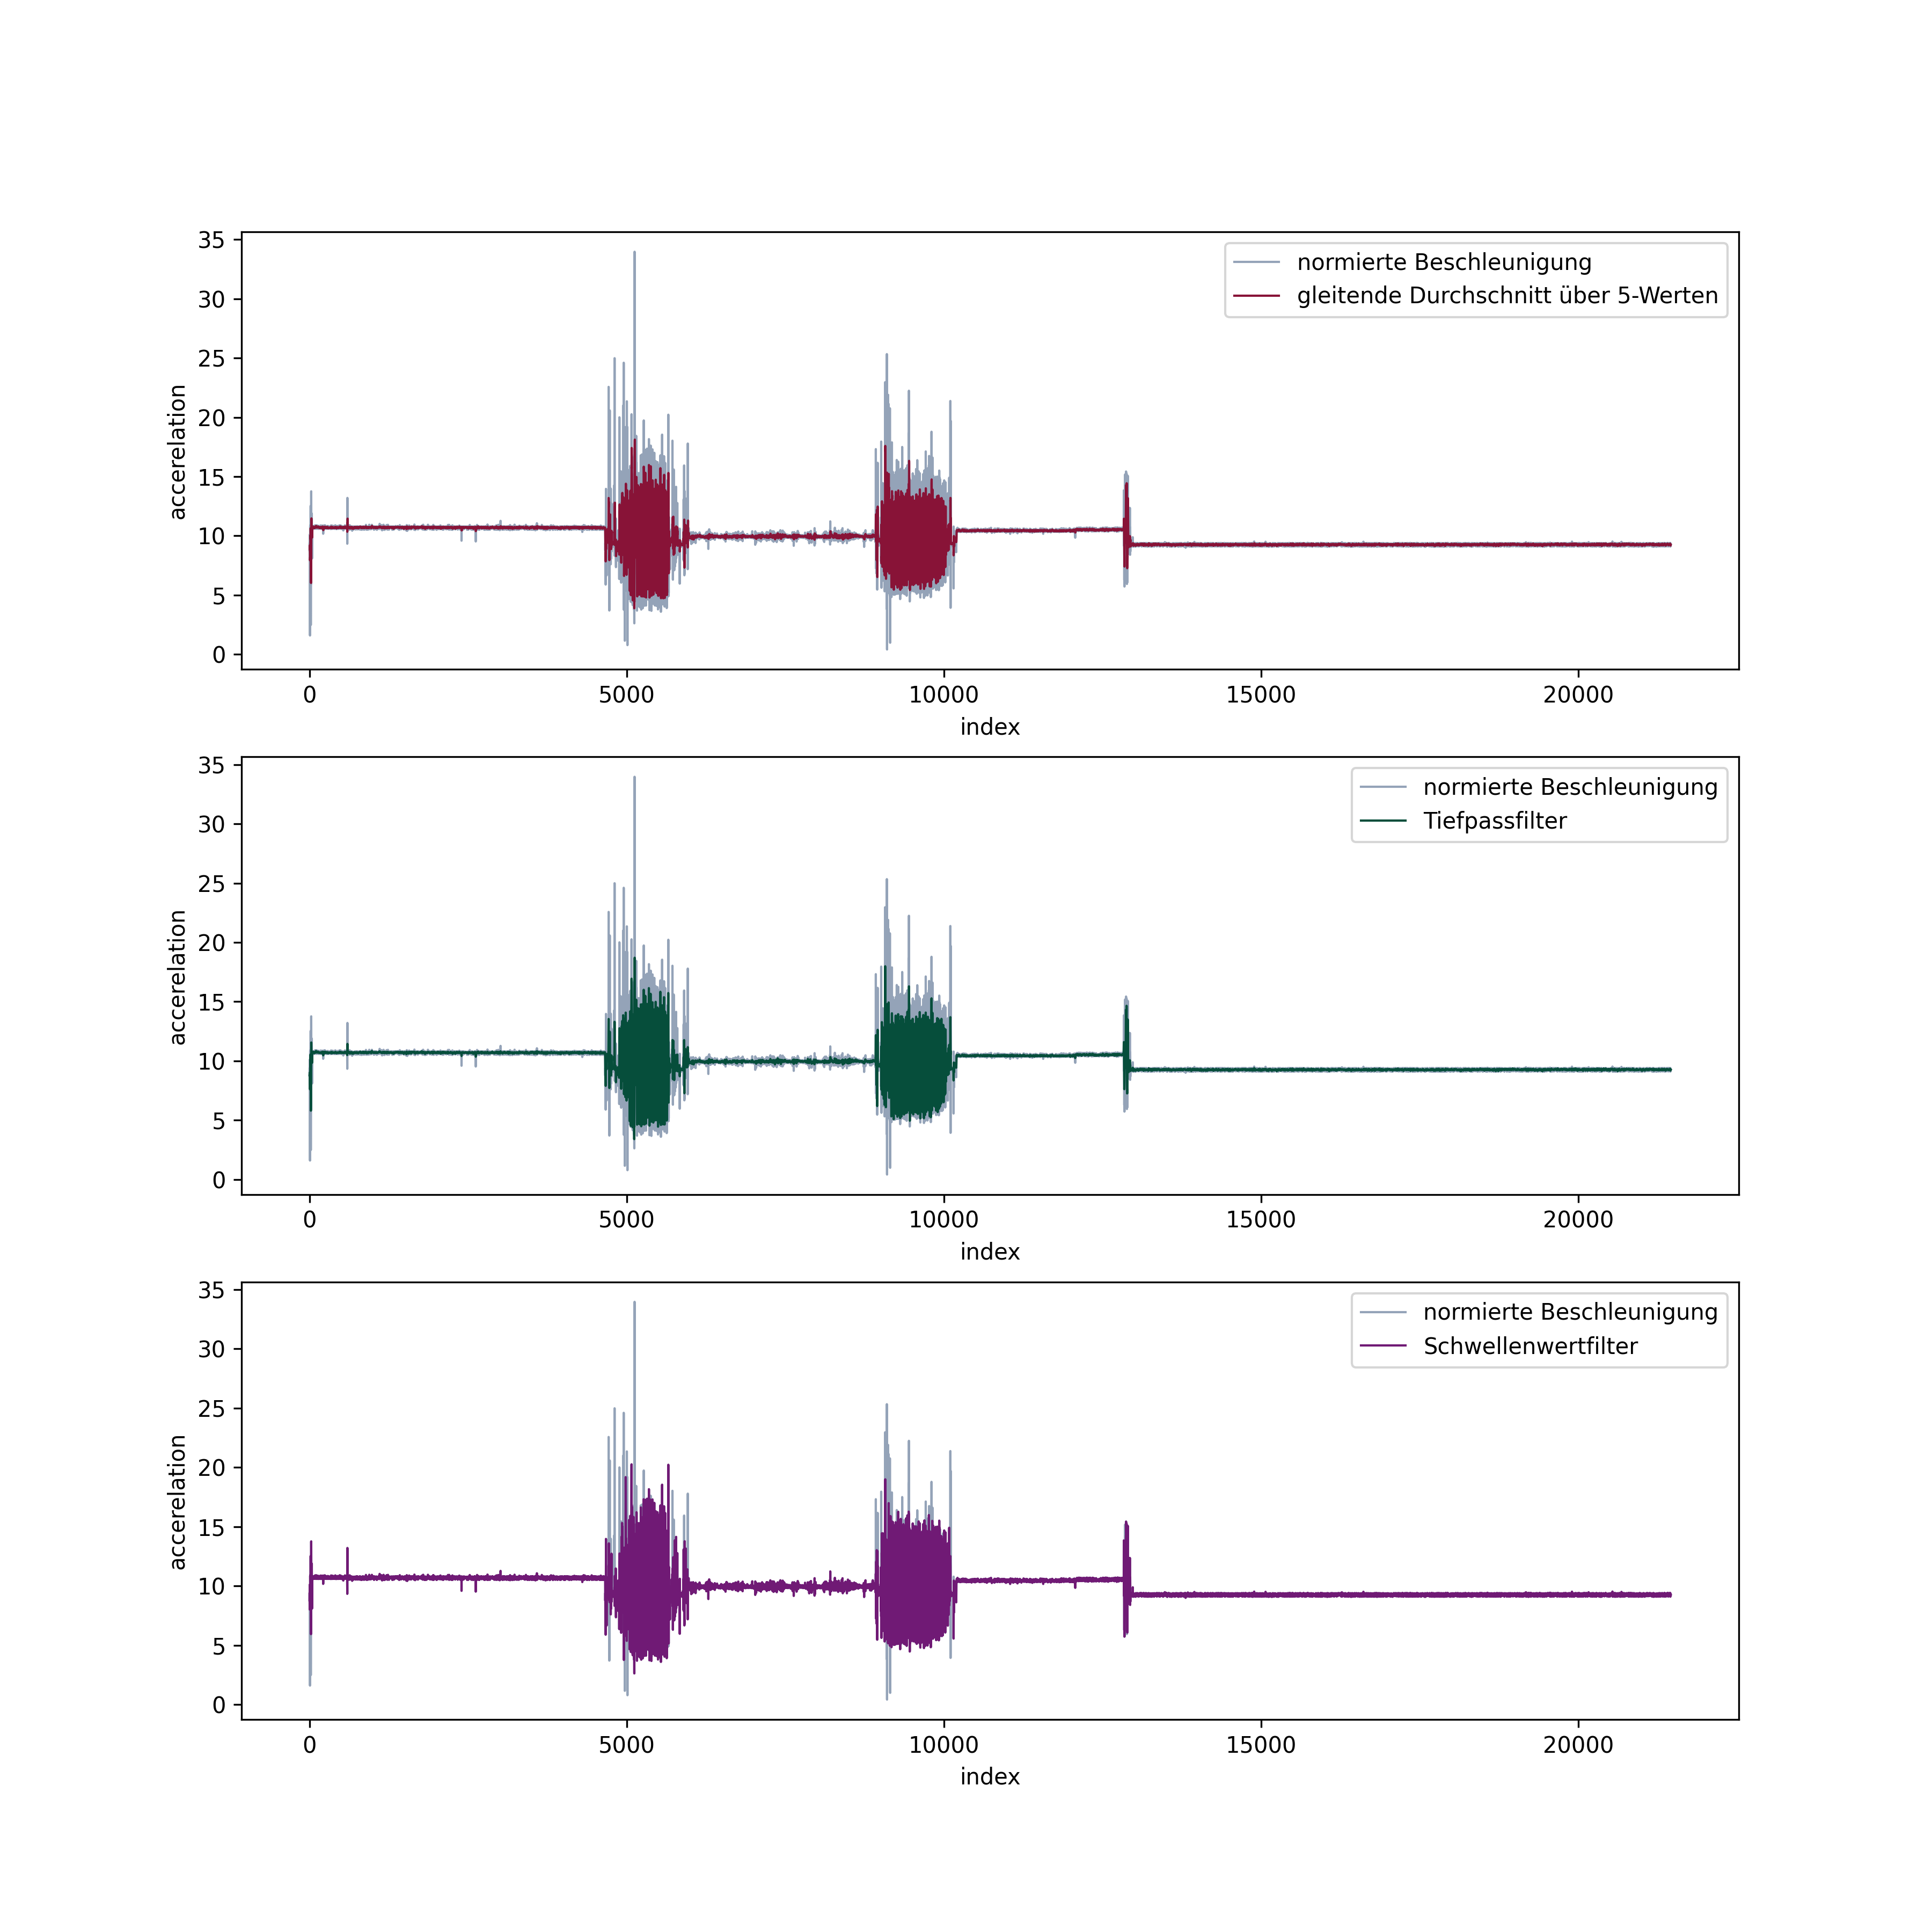 35
30
25
20
15
10
5
0
accerelation
normierte Beschleunigung
gleitende Durchschnitt über 5-Werten
0 5000 10000 15000 20000
index
35
30
25
20
15
10
5
0
accerelation
normierte Beschleunigung
Tiefpassfilter
0 5000 10000 15000 20000
index
35
30
25
20
15
10
5
0
accerelation
normierte Beschleunigung
Schwellenwertfilter
0 5000 10000 15000 20000
index